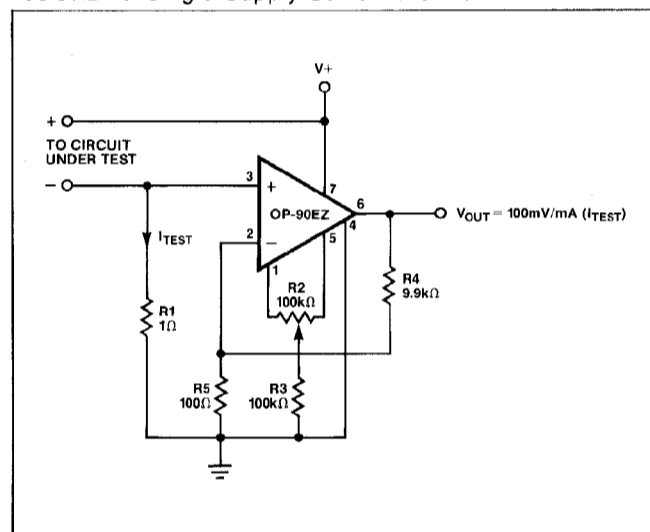 V+
+
TO CIRCUIT
UNDER TEST
−
3
+
7
OP-90EZ
6
4
VOUT = 100mV/mA (ITEST)
2
−
5
1
ITEST
R2
100kΩ
R4
9.9kΩ
R1
1Ω
R5
100Ω
R3
100kΩ